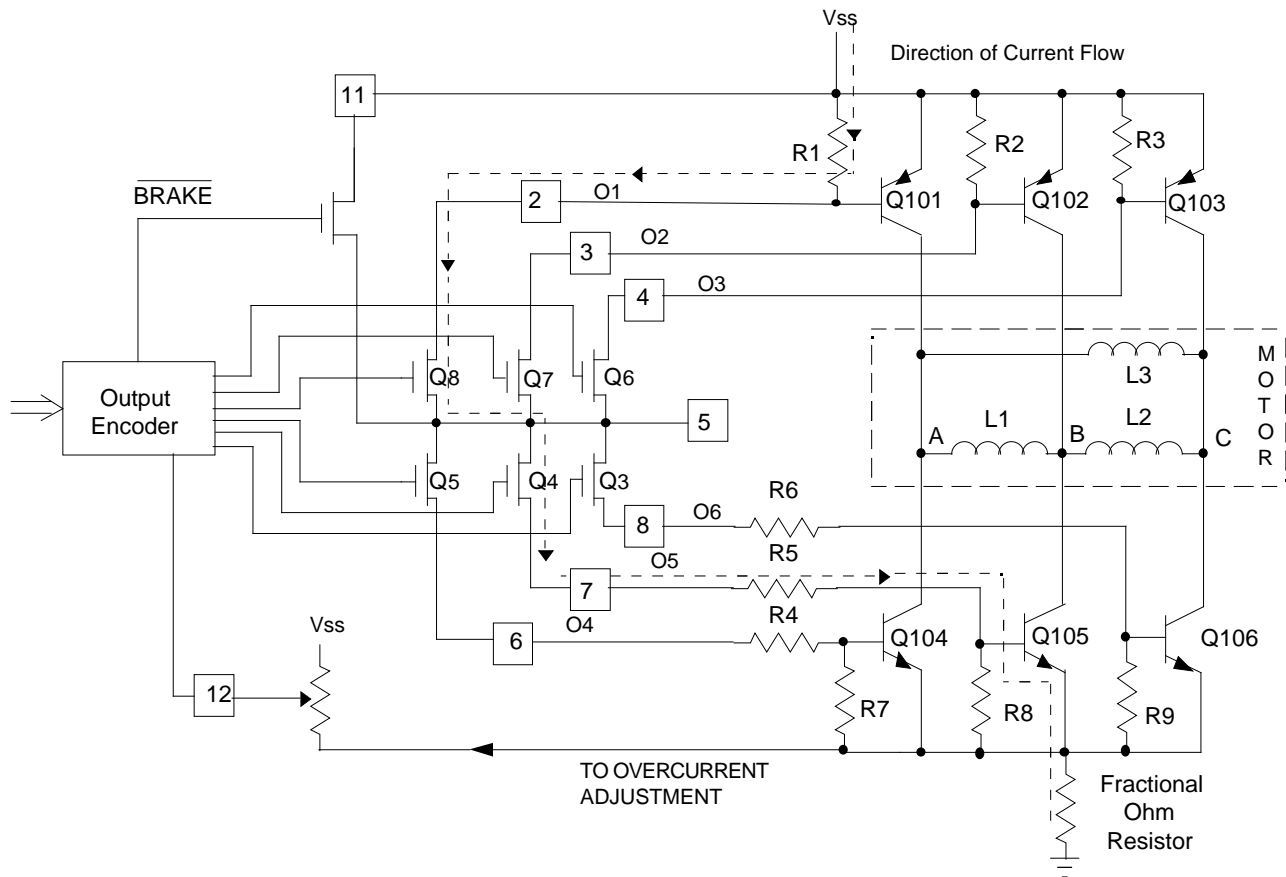 Vss
Direction of Current Flow
11
R1
R2
R3
BRAKE
2
O1
Q101
Q102
Q103
3
O2
4
O3
MOTOR
Output
Encoder
Q8
Q7
Q6
L3
5
A
L1
B
L2
C
Q5
Q4
Q3
R6
8
O6
R5
O5
7
R4
O4
Vss
6
Q104
Q105
Q106
12
R7
R8
R9
TO OVERCURRENT
ADJUSTMENT
Fractional
Ohm
Resistor